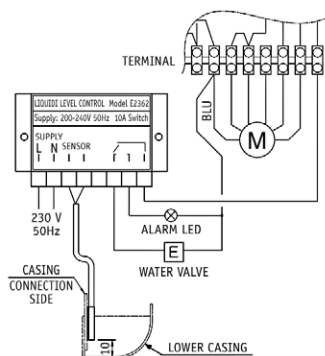 TERMINAL
BLU
M
LIQUIDI LEVEL CONTROL Model E2362
Supply: 200-240V 50Hz 10A Switch
SUPPLY
L N SENSOR
230 V
50Hz
ALARM LED
E
WATER VALVE
CASING
CONNECTION
SIDE
10
LOWER CASING